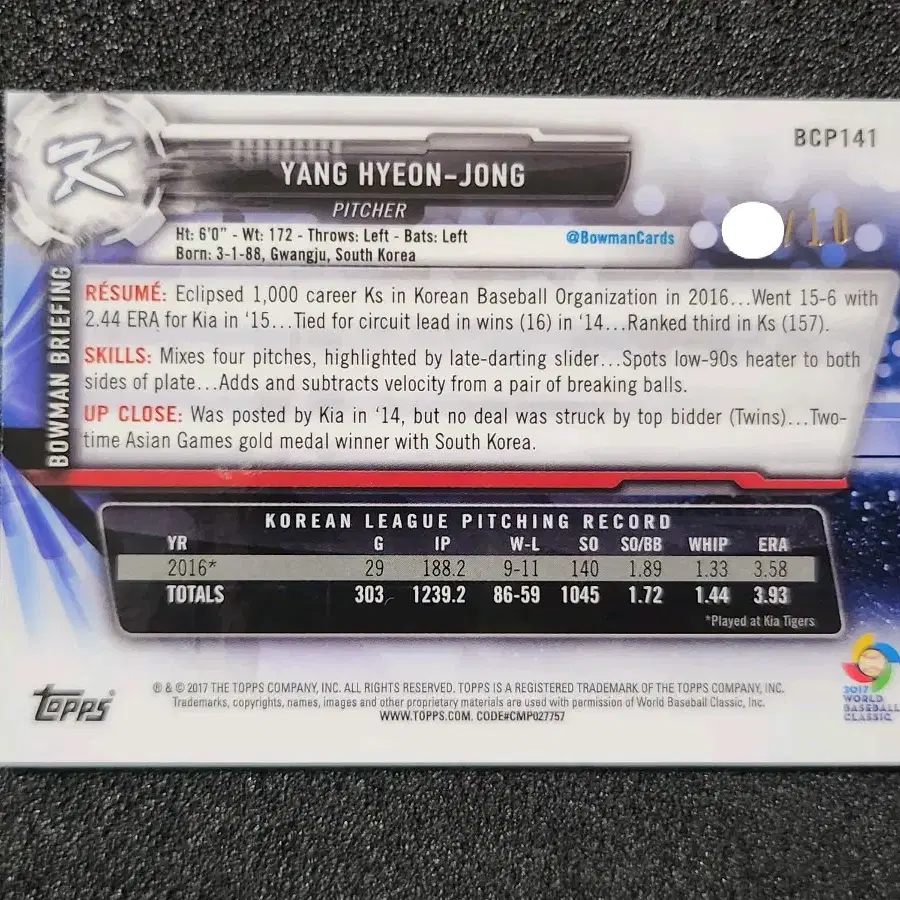 K
BCP141
YANG HYEON-JONG
PITCHER
Ht: 6'0" - Wt: 172 - Throws: Left - Bats: Left
Born: 3-1-88, Gwangju, South Korea
@BowmanCards
/10
BOWMAN BRIEFING
RÉSUMÉ: Eclipsed 1,000 career Ks in Korean Baseball Organization in 2016...Went 15-6 with
2.44 ERA for Kia in '15...Tied for circuit lead in wins (16) in '14...Ranked third in Ks (157).
SKILLS: Mixes four pitches, highlighted by late-darting slider...Spots low-90s heater to both
sides of plate...Adds and subtracts velocity from a pair of breaking balls.
UP CLOSE: Was posted by Kia in '14, but no deal was struck by top bidder (Twins)...Two-
time Asian Games gold medal winner with South Korea.
KOREAN LEAGUE PITCHING RECORD
YR G IP W-L SO SO/BB WHIP ERA
2016* 29 188.2 9-11 140 1.89 1.33 3.58
TOTALS 303 1239.2 86-59 1045 1.72 1.44 3.93
*Played at Kia Tigers
topps
® & © 2017 THE TOPPS COMPANY, INC. ALL RIGHTS RESERVED. TOPPS IS A REGISTERED TRADEMARK OF THE TOPPS COMPANY, INC.
Trademarks, copyrights, names, images and other proprietary materials are used with permission of World Baseball Classic, Inc.
WWW.TOPPS.COM. CODE#CMP027757
2017
WORLD
BASEBALL
CLASSIC